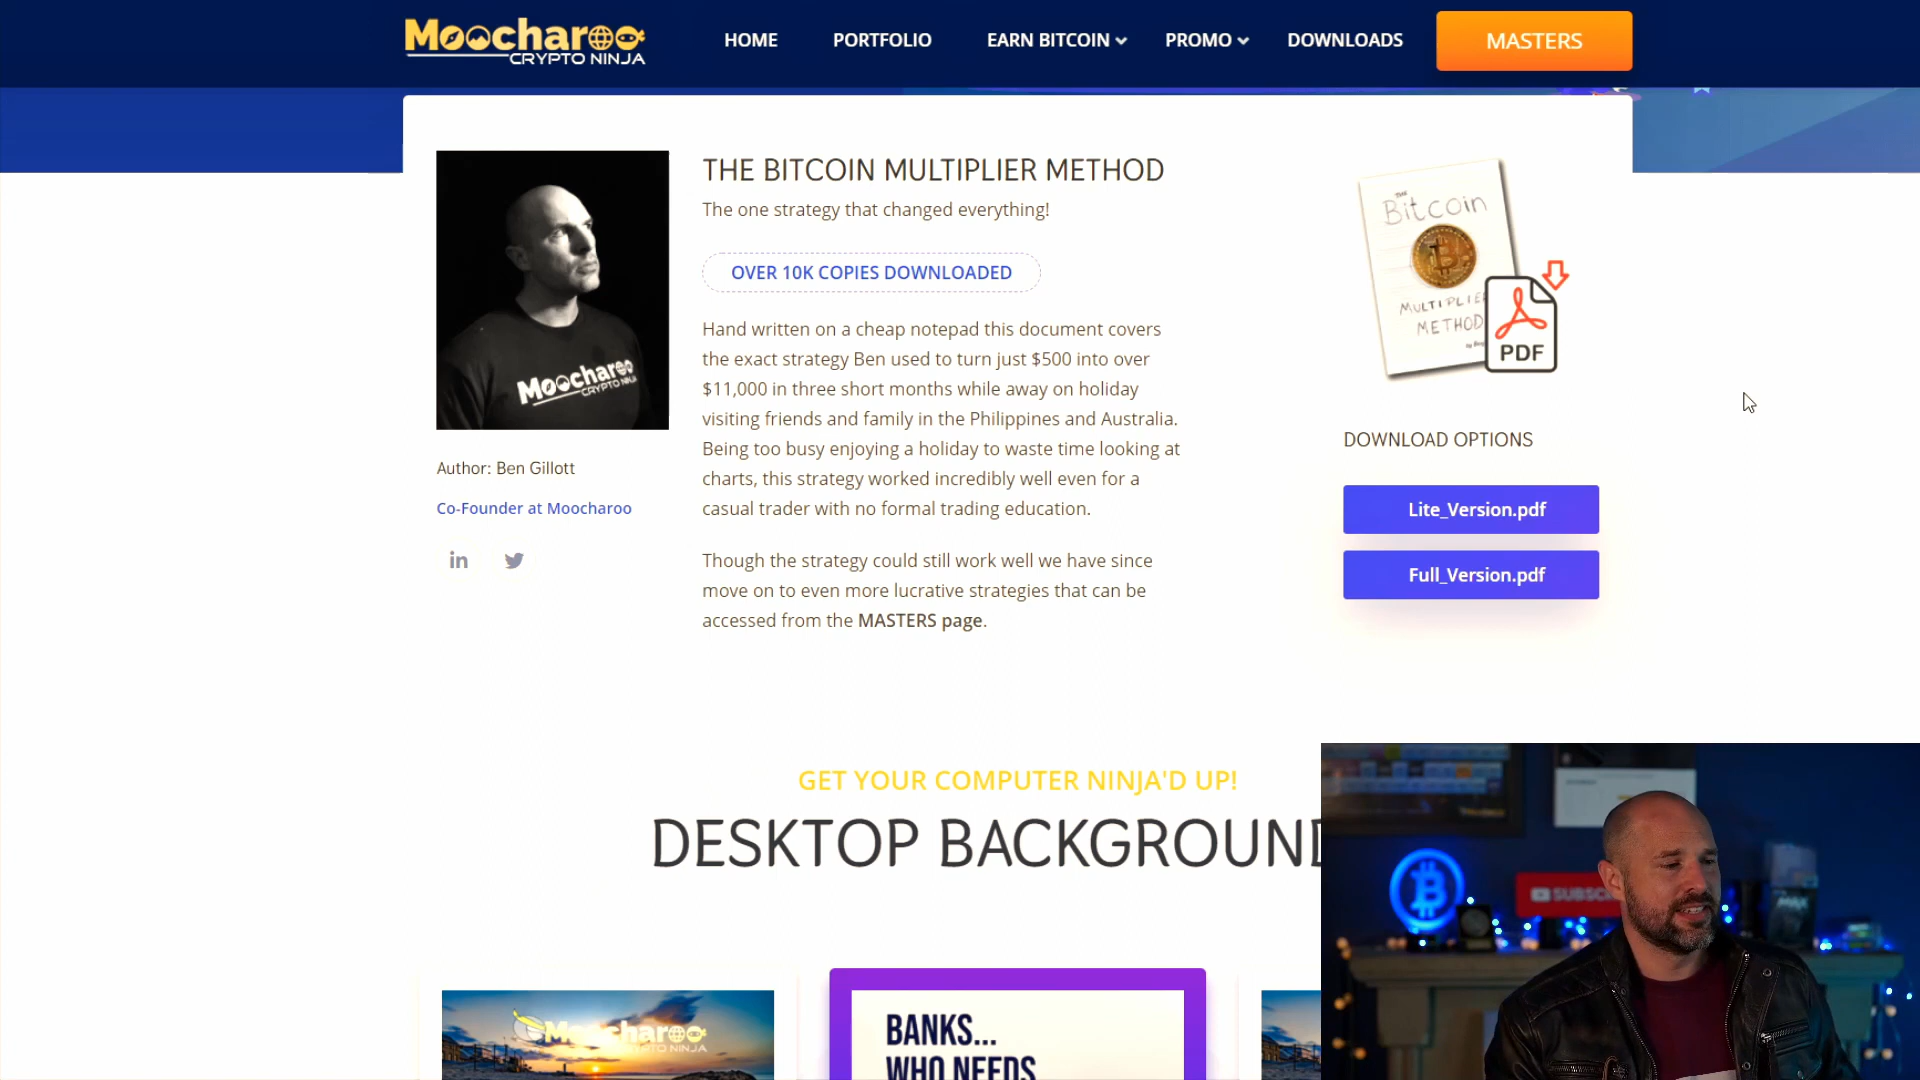 Moocharoo
CRYPTO NINJA
HOME
PORTFOLIO
EARN BITCOIN
PROMO
DOWNLOADS
MASTERS
THE BITCOIN MULTIPLIER METHOD
The one strategy that changed everything!
OVER 10K COPIES DOWNLOADED
Hand written on a cheap notepad this document covers
the exact strategy Ben used to turn just $500 into over
$11,000 in three short months while away on holiday
visiting friends and family in the Philippines and Australia.
Being too busy enjoying a holiday to waste time looking at
charts, this strategy worked incredibly well even for a
casual trader with no formal trading education.
Though the strategy could still work well we have since
move on to even more lucrative strategies that can be
accessed from the MASTERS page.
Moocharoo
CRYPTO NINJA
Author: Ben Gillott
Co-Founder at Moocharoo
THE
Bitcoin
MULTIPLIE
METHOD
PDF
DOWNLOAD OPTIONS
Lite_Version.pdf
Full_Version.pdf
GET YOUR COMPUTER NINJA'D UP!
DESKTOP BACKGROUND
Moocharoo
CRYPTO NINJA
BANKS...
WHO NEEDS
SUBSC
MAX